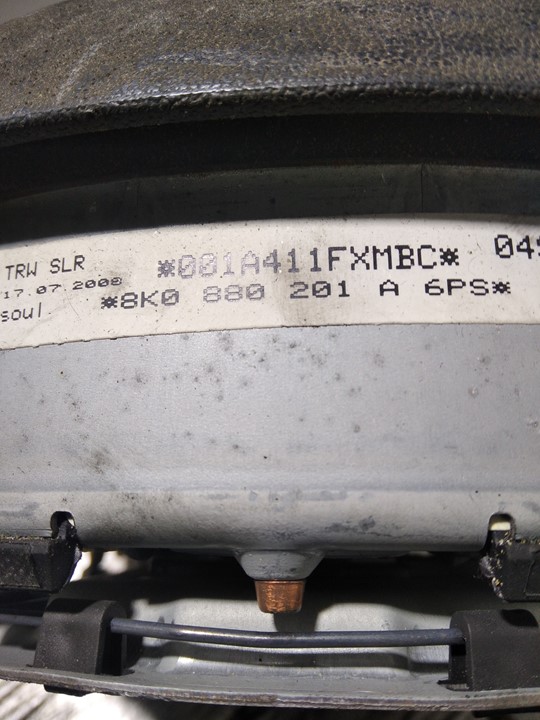 TRW SLR
17.07.2008
soul
*001A411FXMBC*
*8K0 880 201 A 6PS*